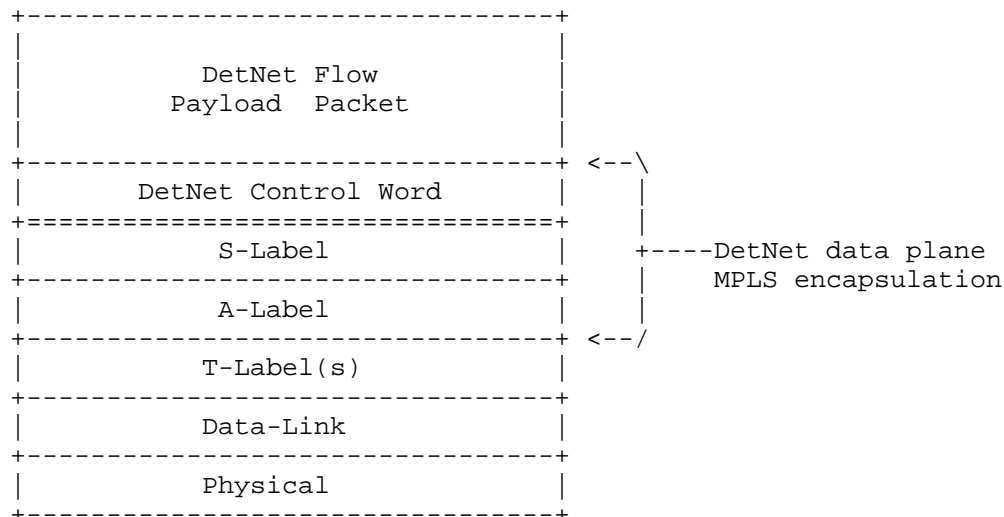 +---------------------------------+
|                                 |
|           DetNet Flow           |
|         Payload  Packet         |
|                                 |
+---------------------------------+ <--\
|       DetNet Control Word       |    |
+=================================+    |
|            S-Label              |    +----DetNet data plane
+---------------------------------+    |    MPLS encapsulation
|            A-Label              |    |
+---------------------------------+ <--/
|           T-Label(s)            |
+---------------------------------+
|           Data-Link             |
+---------------------------------+
|           Physical              |
+---------------------------------+